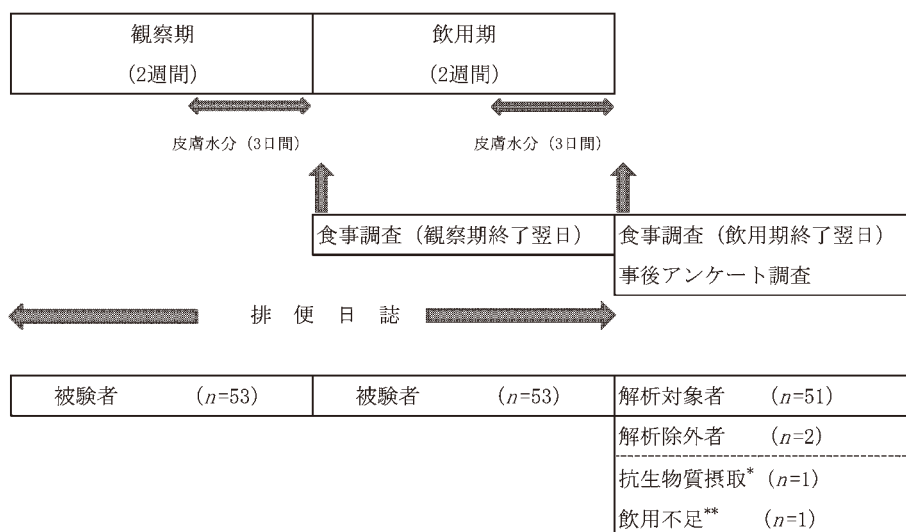 観察期
(2週間)
飲用期
(2週間)
皮膚水分（3日間）
皮膚水分（3日間）
食事調査（観察期終了翌日）
食事調査（飲用期終了翌日）
事後アンケート調査
排便日誌
被験者 (n=53)
被験者 (n=53)
解析対象者 (n=51)
解析除外者 (n=2)
抗生物質摂取* (n=1)
飲用不足** (n=1)